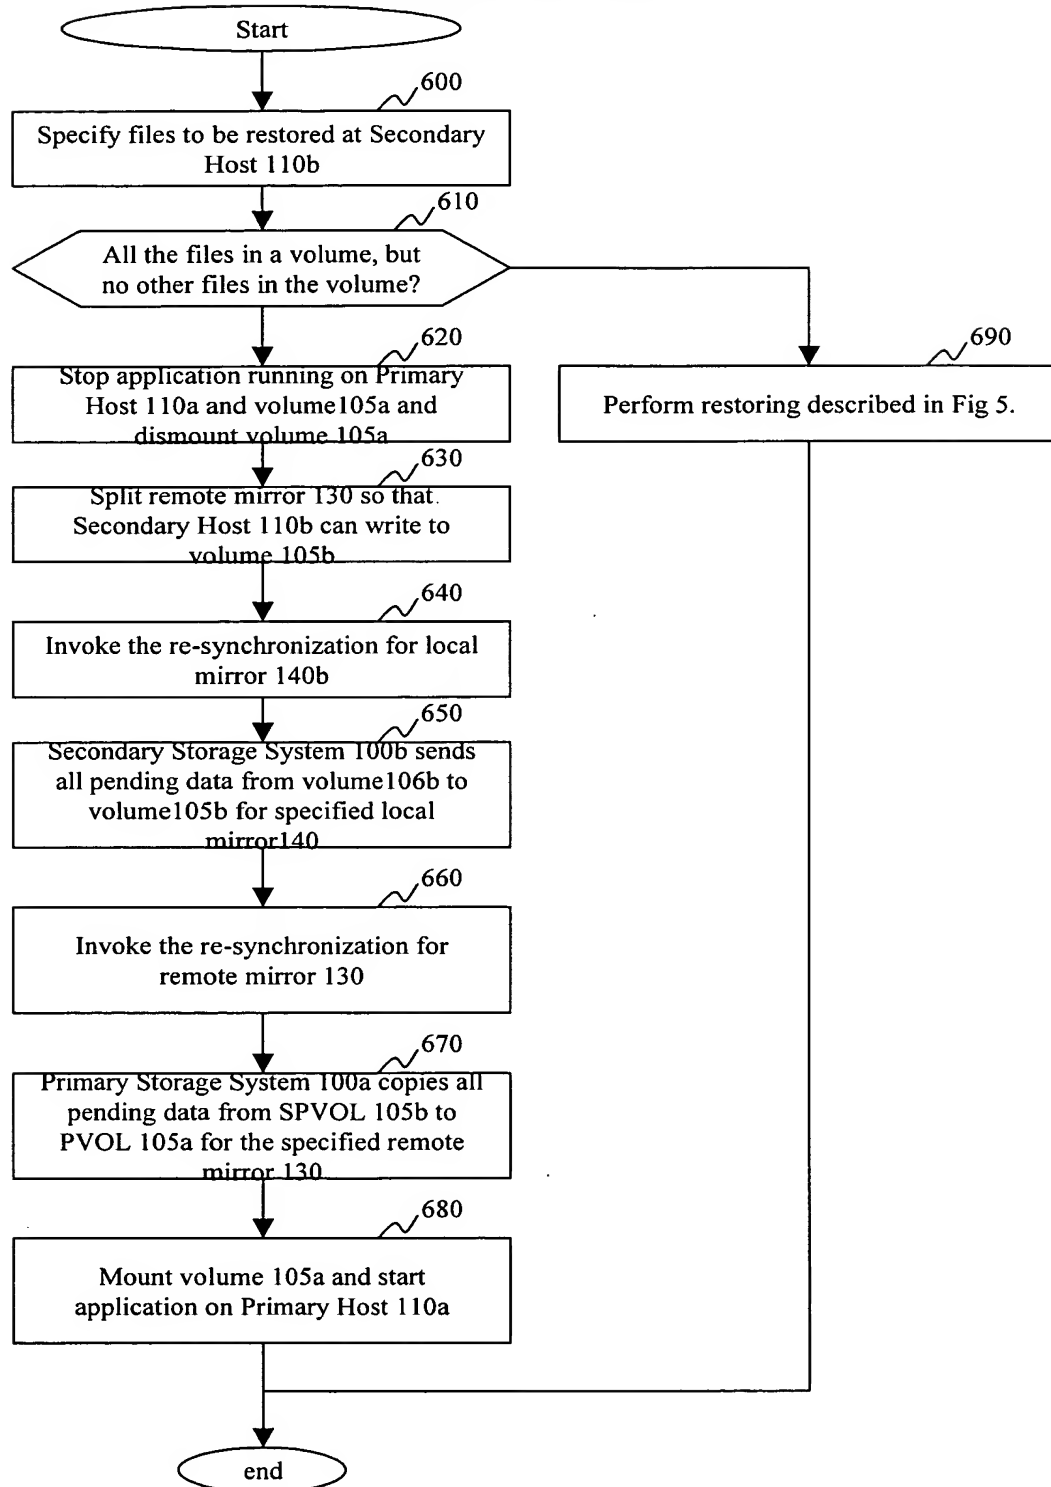 Start
600
Specify files to be restored at Secondary
Host 110b
610
All the files in a volume, but
no other files in the volume?
620
Stop application running on Primary
Host 110a and volume105a and
dismount volume 105a
690
Perform restoring described in Fig 5.
630
Split remote mirror 130 so that
Secondary Host 110b can write to
volume 105b
640
Invoke the re-synchronization for local
mirror 140b
650
Secondary Storage System 100b sends
all pending data from volume106b to
volume105b for specified local
mirror140
660
Invoke the re-synchronization for
remote mirror 130
670
Primary Storage System 100a copies all
pending data from SPVOL 105b to
PVOL 105a for the specified remote
mirror 130
680
Mount volume 105a and start
application on Primary Host 110a
end